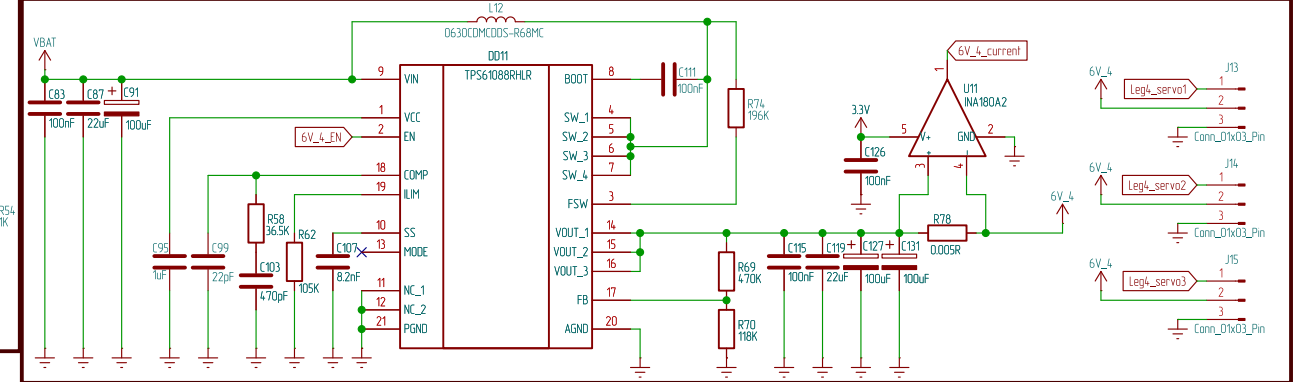 L12
0630CDMCDDS-R68MC
VBAT
DD11
TPS61088RHLR
9 VIN
1 VCC
2 EN
18 COMP
19 ILIM
10 SS
13 MODE
11 NC_1
12 NC_2
21 PGND
BOOT 8
SW_1 4
SW_2 5
SW_3 6
SW_4 7
FSW 3
VOUT_1 14
VOUT_2 15
VOUT_3 16
FB 17
AGND 20
C83
100nF
C87
22uF
+ C91
100uF
6V_4_EN
R54
1K
C95
1uF
C99
22pF
R58
36.5K
C103
470pF
R62
105K
C107
8.2nF
C111
100nF
R74
196K
R69
470K
R70
118K
C115
100nF
C119
22uF
+ C127
100uF
+ C131
100uF
R78
0.005R
6V_4
3.3V
C126
100nF
6V_4_current
1
U11
INA180A2
5 V+
GND 2
+ -
3 4
J13
6V_4
Leg4_servo1
1
2
3
Conn_01x03_Pin
J14
6V_4
Leg4_servo2
1
2
3
Conn_01x03_Pin
J15
6V_4
Leg4_servo3
1
2
3
Conn_01x03_Pin